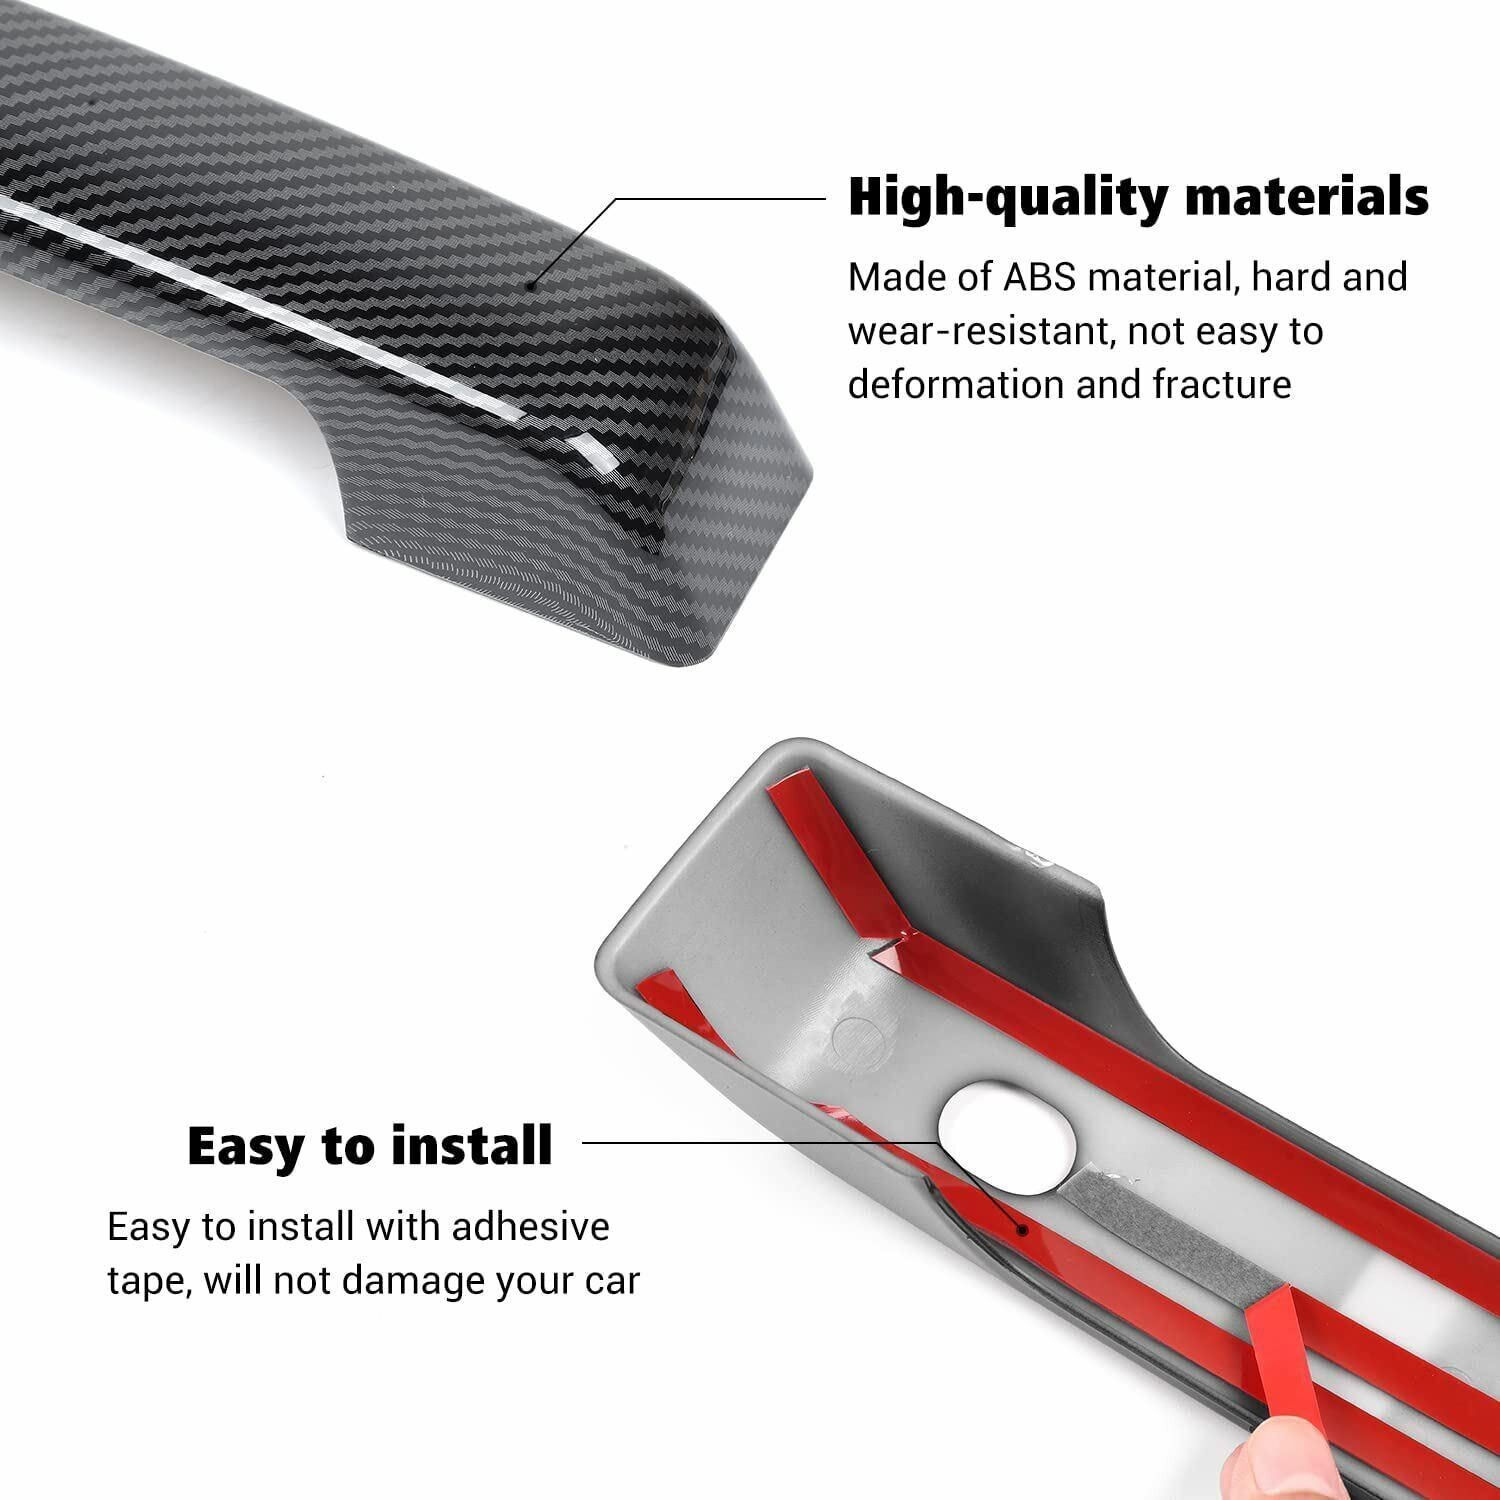 High-quality materials
Made of ABS material, hard and
wear-resistant, not easy to
deformation and fracture
Easy to install
Easy to install with adhesive
tape, will not damage your car